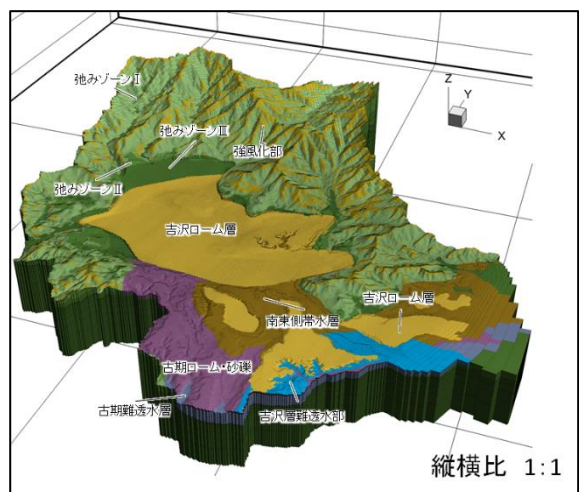 弛みゾーンⅠ
Z
Y
X
弛みゾーンⅢ
強風化部
弛みゾーンⅡ
吉沢ローム層
吉沢ローム層
南東側帯水層
古期ローム・砂礫
古期難透水層
吉沢層難透水部
縦横比 1:1